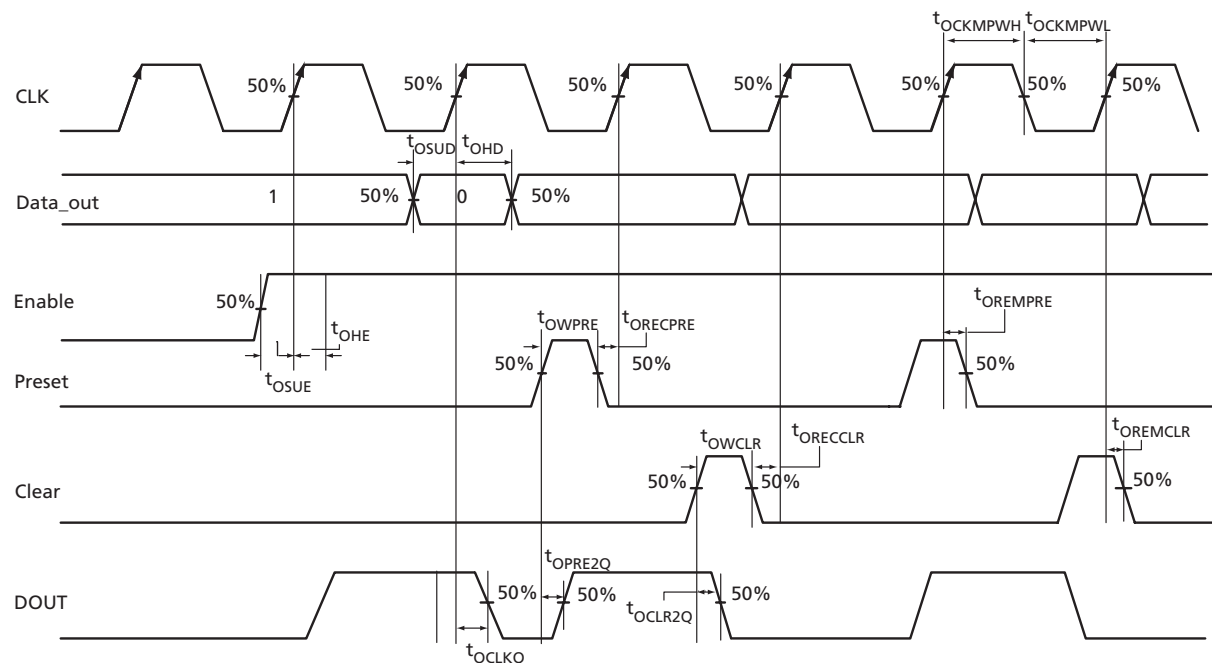 tOCKMPWH tOCKMPWL
CLK 50% 50% 50% 50% 50% 50% 50%
tOSUD tOHD
Data_out 1 50% 0 50%
Enable 50%
tOHE
tOSUE
tOWPRE tORECPRE
tOREMPRE
Preset 50% 50% 50%
tOWCLR tORECCLR
tOREMCLR
Clear 50% 50% 50%
tOPRE2Q
DOUT 50% 50% 50%
tOCLR2Q
tOCLKQ